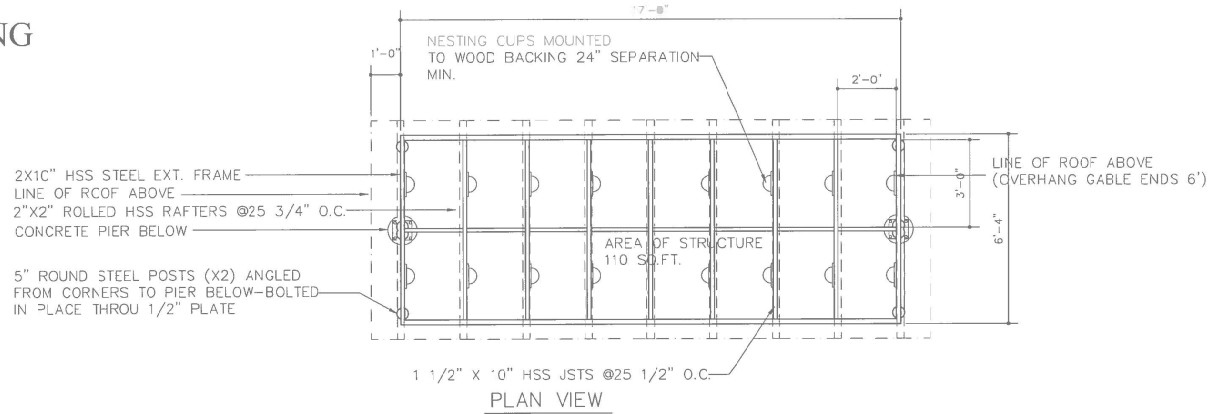 NG
NESTING CUPS MOUNTED
TO WOOD BACKING 24" SEPARATION
MIN.
1'-0"
2'-0'
2X10" HSS STEEL EXT. FRAME
LINE OF ROOF ABOVE
2"X2" ROLLED HSS RAFTERS @25 3/4" O.C.
CONCRETE PIER BELOW
5" ROUND STEEL POSTS (X2) ANGLED
FROM CORNERS TO PIER BELOW-BOLTED
IN PLACE THROU 1/2" PLATE
LINE OF ROOF ABOVE
(OVERHANG GABLE ENDS 6')
3'-0"
6'-4"
AREA OF STRUCTURE
110 SQ.FT.
1 1/2" X 10" HSS JSTS @25 1/2" O.C.
PLAN VIEW